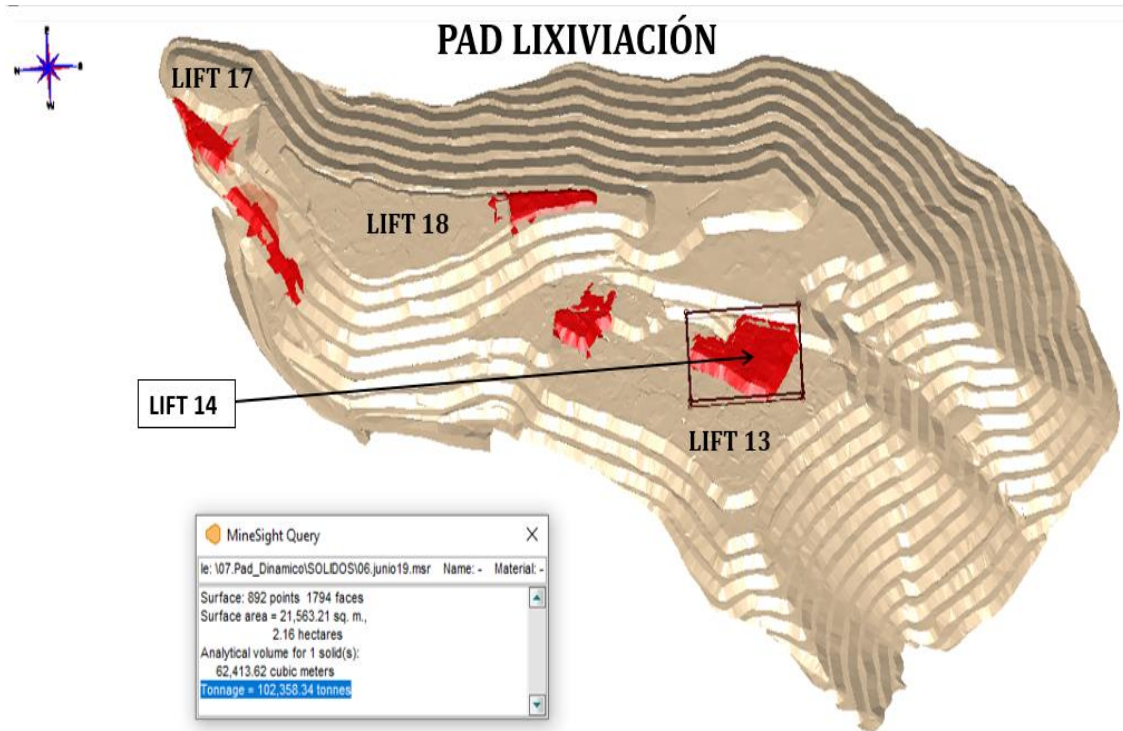 PAD LIXIVIACIÓN
LIFT 17
LIFT 18
LIFT 14
LIFT 13
MineSight Query
le: \07.Pad_Dinamico\SOLIDOS\06.junio19.msr Name: - Material: -
Surface: 892 points 1794 faces
Surface area = 21,563.21 sq. m.,
2.16 hectares
Analytical volume for 1 solid(s):
62,413.62 cubic meters
Tonnage = 102,358.34 tonnes